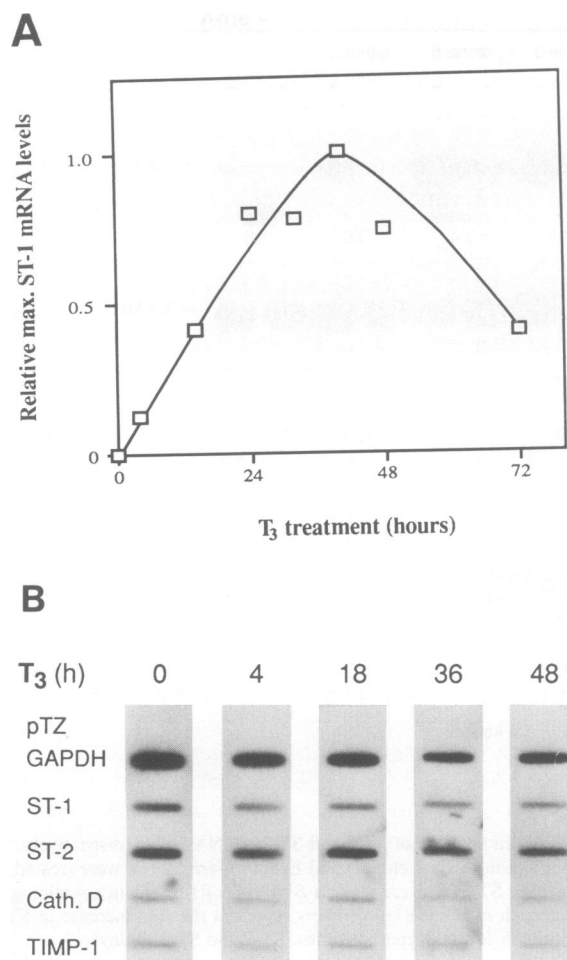 A
Relative max. ST-1 mRNA levels
1.0
0.5
0
0 24 48 72
T₃ treatment (hours)
B
T₃ (h) 0 4 18 36 48
pTZ
GAPDH
ST-1
ST-2
Cath. D
TIMP-1